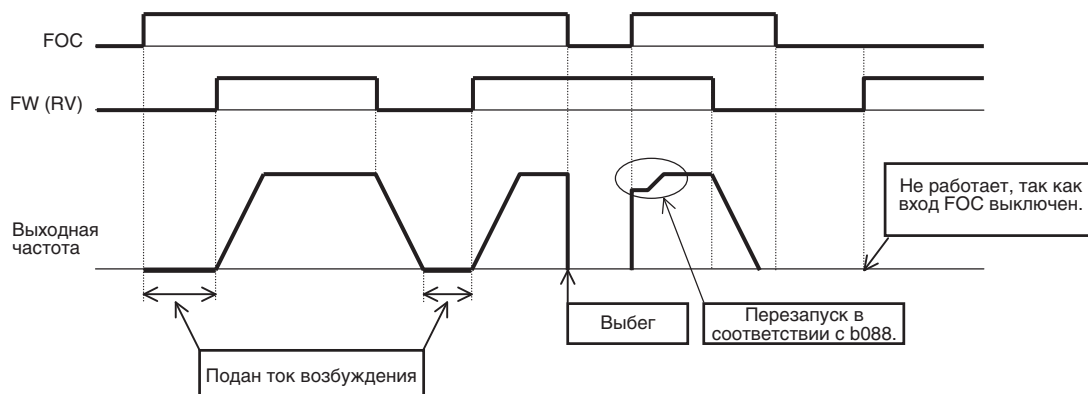 FOC
FW (RV)
Выходная
частота
Не работает, так как
вход FOC выключен.
Выбег
Перезапуск в
соответствии с b088.
Подан ток возбуждения